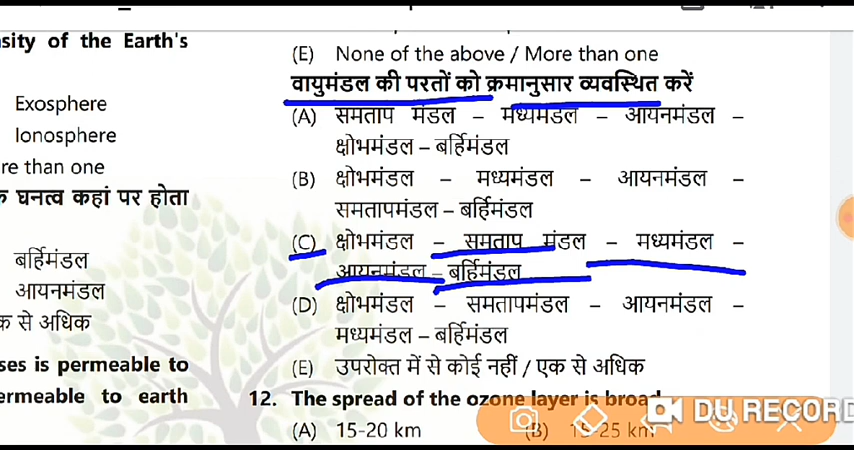 sity of the Earth's
Exosphere
Ionosphere
re than one
क घनत्व कहां पर होता
बर्हिमंडल
आयनमंडल
क से अधिक
ses is permeable to
ermeable to earth
(E) None of the above / More than one
वायुमंडल की परतों को क्रमानुसार व्यवस्थित करें
(A) समताप मंडल – मध्यमंडल – आयनमंडल –
क्षोभमंडल – बर्हिमंडल
(B) क्षोभमंडल – मध्यमंडल – आयनमंडल –
समतापमंडल – बर्हिमंडल
(C) क्षोभमंडल – समताप मंडल – मध्यमंडल –
आयनमंडल – बर्हिमंडल
(D) क्षोभमंडल – समतापमंडल – आयनमंडल –
मध्यमंडल – बर्हिमंडल
(E) उपरोक्त में से कोई नहीं / एक से अधिक
12. The spread of the ozone layer is broad
(A) 15-20 km (B) 15-25 km
DU RECORD